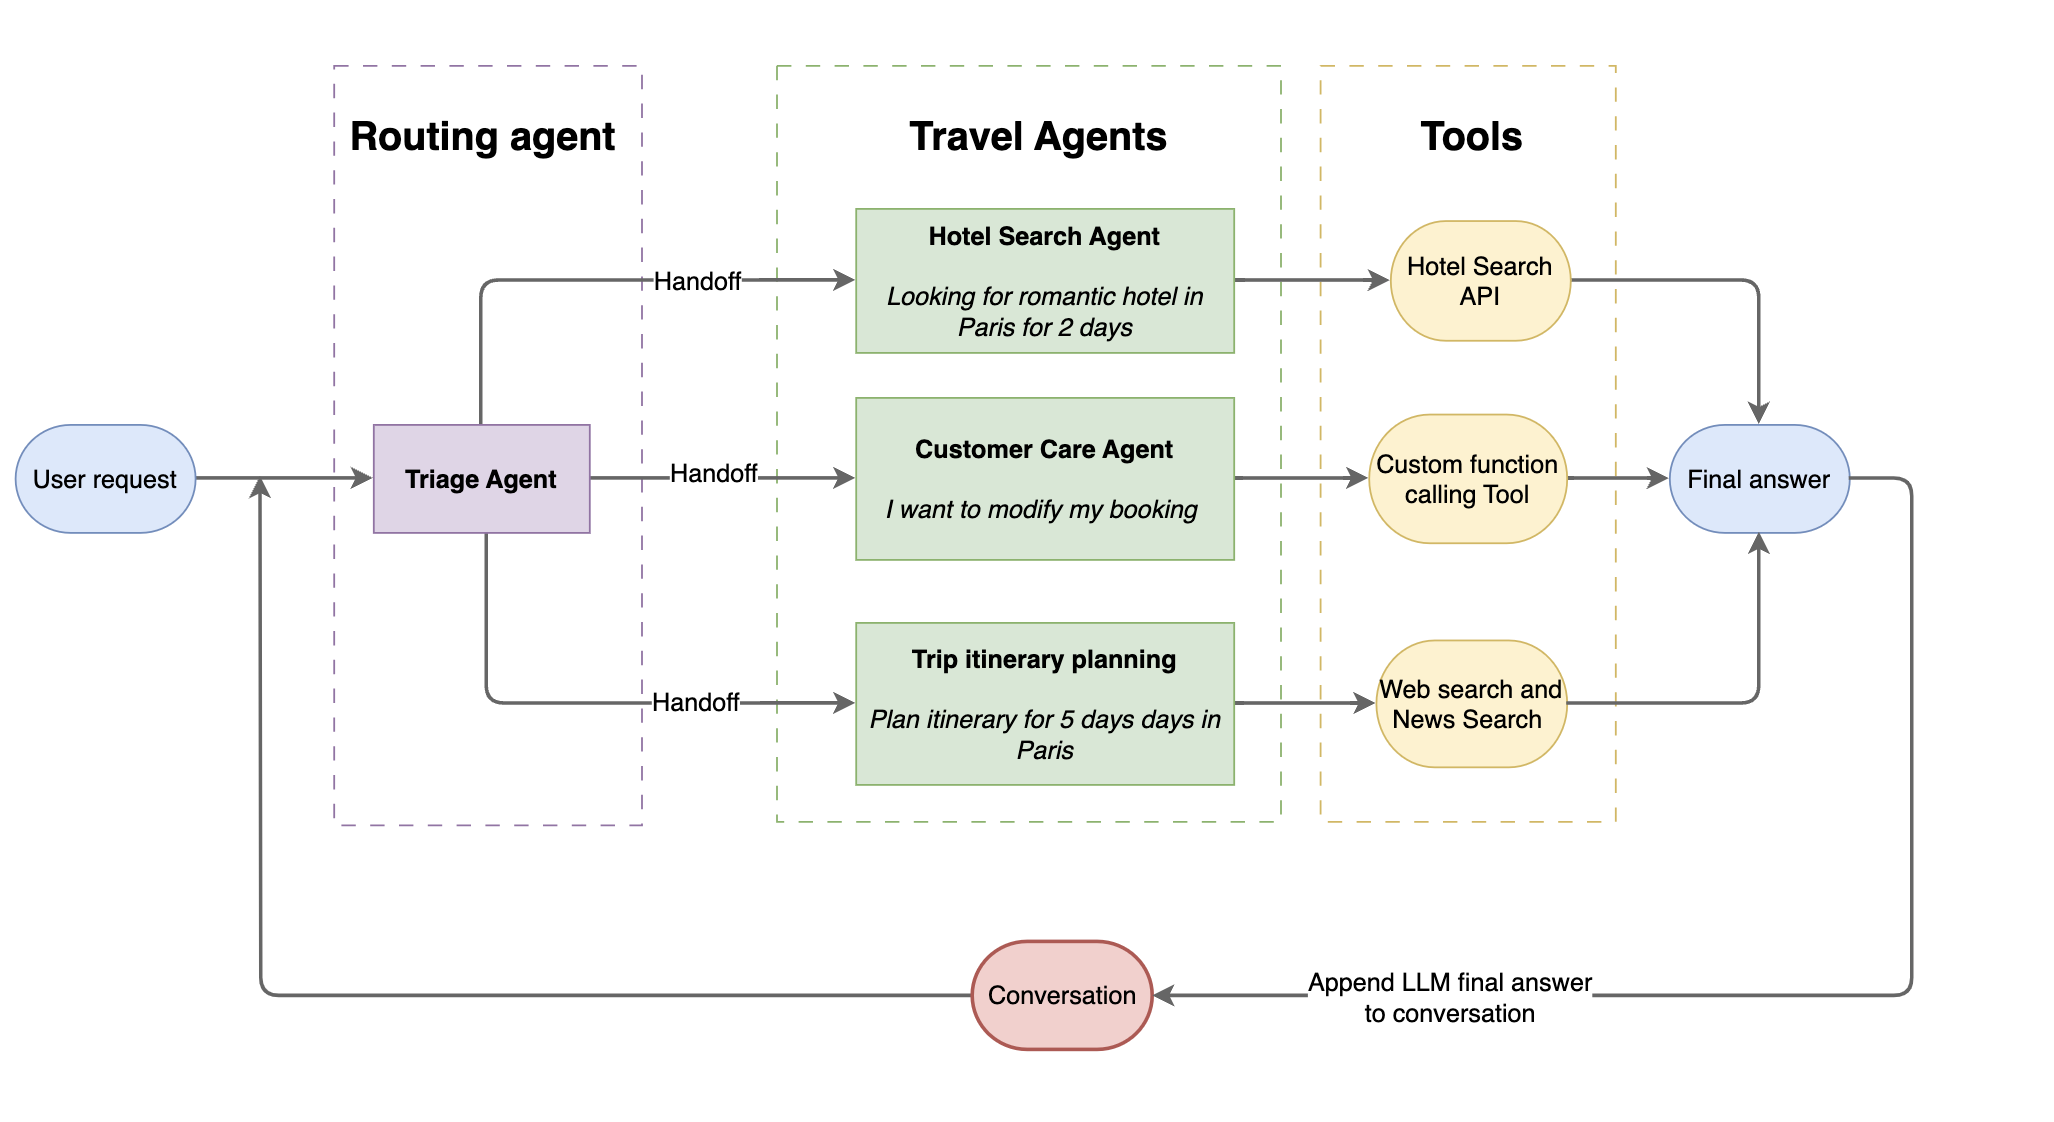 Routing agent
Travel Agents
Tools
Hotel Search Agent
Looking for romantic hotel in
Paris for 2 days
Handoff
Hotel Search
API
User request
Triage Agent
Handoff
Customer Care Agent
I want to modify my booking
Custom function
calling Tool
Final answer
Handoff
Trip itinerary planning
Plan itinerary for 5 days days in
Paris
Web search and
News Search
Conversation
Append LLM final answer
to conversation